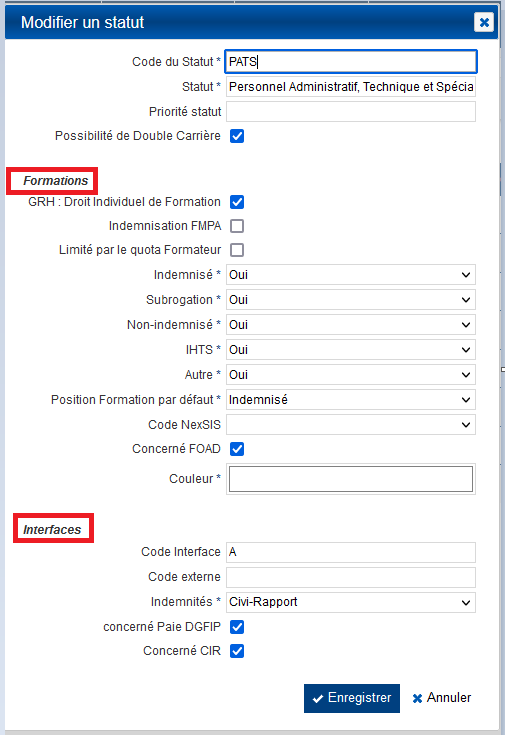 Modifier un statut
Code du Statut * PATS
Statut * Personnel Administratif, Technique et Spécia
Priorité statut
Possibilité de Double Carrière
Formations
GRH : Droit Individuel de Formation
Indemnisation FMPA
Limité par le quota Formateur
Indemnisé * Oui
Subrogation * Oui
Non-indemnisé * Oui
IHTS * Oui
Autre * Oui
Position Formation par défaut * Indemnisé
Code NexSIS
Concerné FOAD
Couleur *
Interfaces
Code Interface A
Code externe
Indemnités * Civi-Rapport
concerné Paie DGFIP
Concerné CIR
Enregistrer Annuler